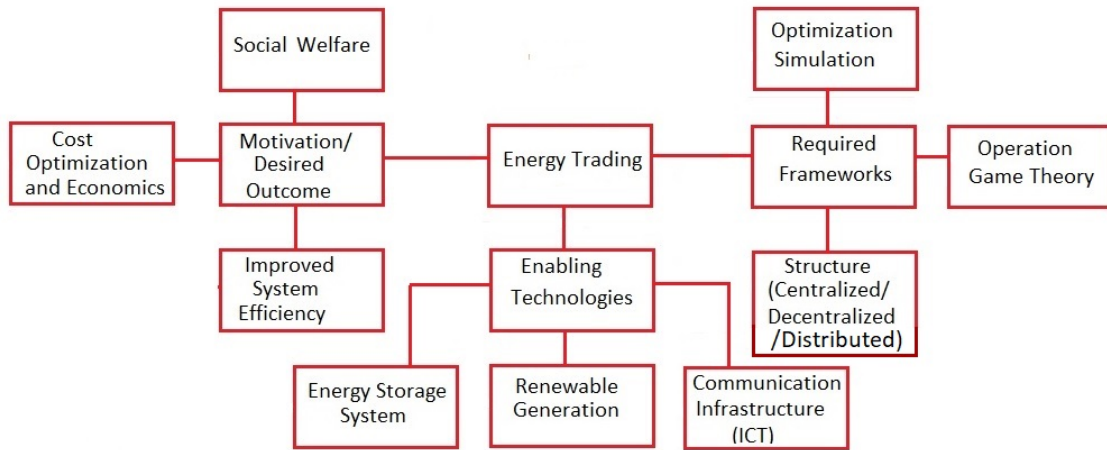 Social Welfare
Optimization
Simulation
Cost
Optimization
and Economics
Motivation/
Desired
Outcome
Energy Trading
Required
Frameworks
Operation
Game Theory
Improved
System
Efficiency
Enabling
Technologies
Structure
(Centralized/
Decentralized
/Distributed)
Energy Storage
System
Renewable
Generation
Communication
Infrastructure
(ICT)